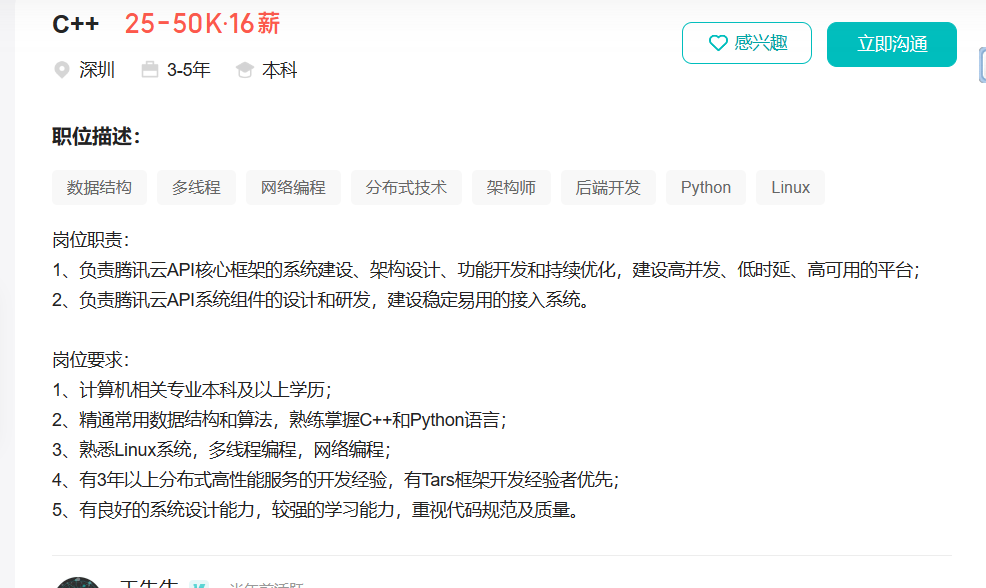 C++ 25-50K·16薪
感兴趣
立即沟通
深圳 3-5年 本科
职位描述：
数据结构 多线程 网络编程 分布式技术 架构师 后端开发 Python Linux
岗位职责：
1、负责腾讯云API核心框架的系统建设、架构设计、功能开发和持续优化，建设高并发、低时延、高可用的平台；
2、负责腾讯云API系统组件的设计和研发，建设稳定易用的接入系统。
岗位要求：
1、计算机相关专业本科及以上学历；
2、精通常用数据结构和算法，熟练掌握C++和Python语言；
3、熟悉Linux系统，多线程编程，网络编程；
4、有3年以上分布式高性能服务的开发经验，有Tars框架开发经验者优先；
5、有良好的系统设计能力，较强的学习能力，重视代码规范及质量。